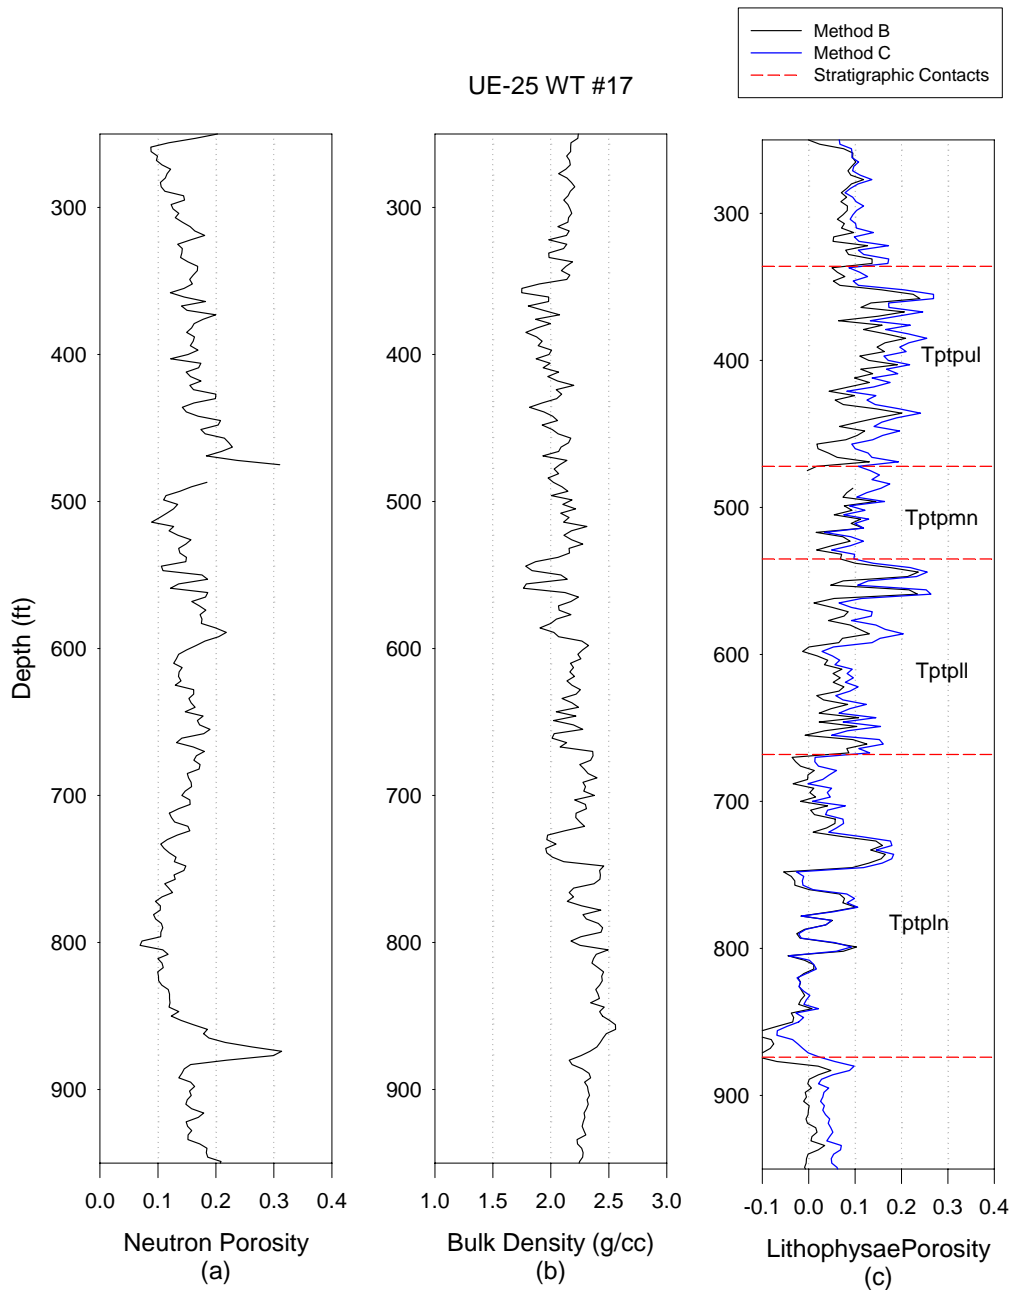 Method B
Method C
Stratigraphic Contacts
UE-25 WT #17
Depth (ft)
300
400
500
600
700
800
900
0.0 0.1 0.2 0.3 0.4
Neutron Porosity
(a)
300
400
500
600
700
800
900
1.0 1.5 2.0 2.5 3.0
Bulk Density (g/cc)
(b)
300
400
500
600
700
800
900
Tptpul
Tptpmn
Tptpll
Tptpln
-0.1 0.0 0.1 0.2 0.3 0.4
LithophysaePorosity
(c)